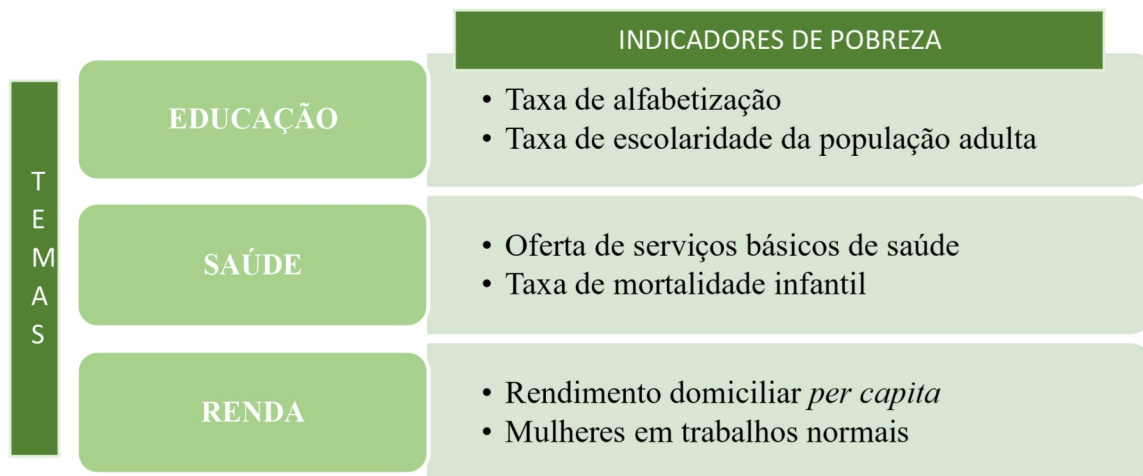 INDICADORES DE POBREZA
TEMAS
EDUCAÇÃO
• Taxa de alfabetização
• Taxa de escolaridade da população adulta
SAÚDE
• Oferta de serviços básicos de saúde
• Taxa de mortalidade infantil
RENDA
• Rendimento domiciliar per capita
• Mulheres em trabalhos normais